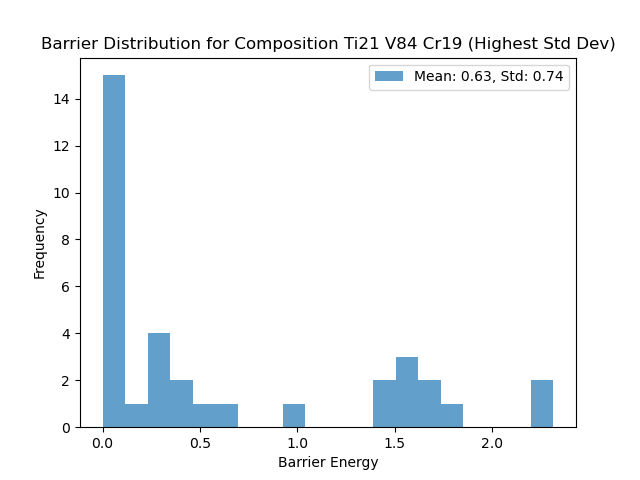 Barrier Distribution for Composition Ti21 V84 Cr19 (Highest Std Dev)
Mean: 0.63, Std: 0.74
14
12
10
8
6
4
2
0
Frequency
0.0 0.5 1.0 1.5 2.0
Barrier Energy